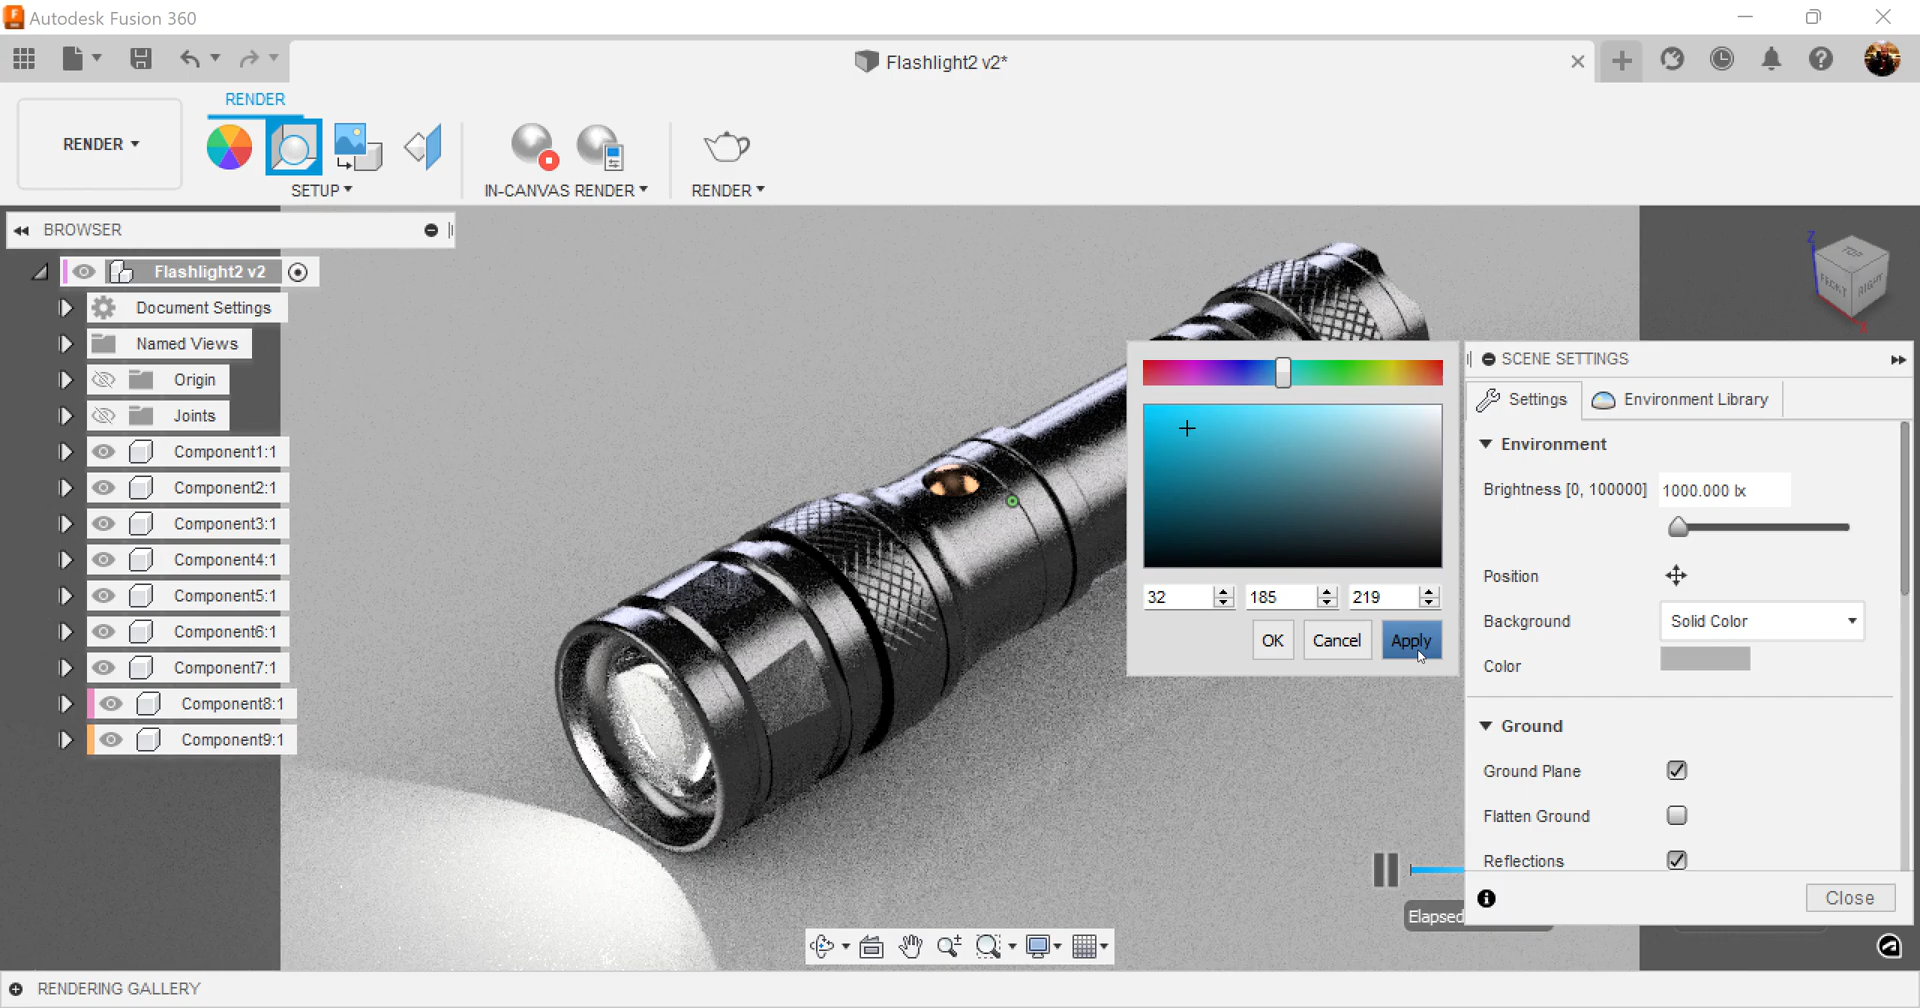 Autodesk Fusion 360
Flashlight2 v2*
RENDER
RENDER
SETUP
IN-CANVAS RENDER
RENDER
BROWSER
Flashlight2 v2
Document Settings
Named Views
Origin
Joints
Component1:1
Component2:1
Component3:1
Component4:1
Component5:1
Component6:1
Component7:1
Component8:1
Component9:1
Z
TOP
FRONT
RIGHT
X
32
185
219
OK
Cancel
Apply
SCENE SETTINGS
Settings
Environment Library
Environment
Brightness [0, 100000]
1000.000 lx
Position
Background
Solid Color
Color
Ground
Ground Plane
Flatten Ground
Reflections
Close
Elapsed
RENDERING GALLERY